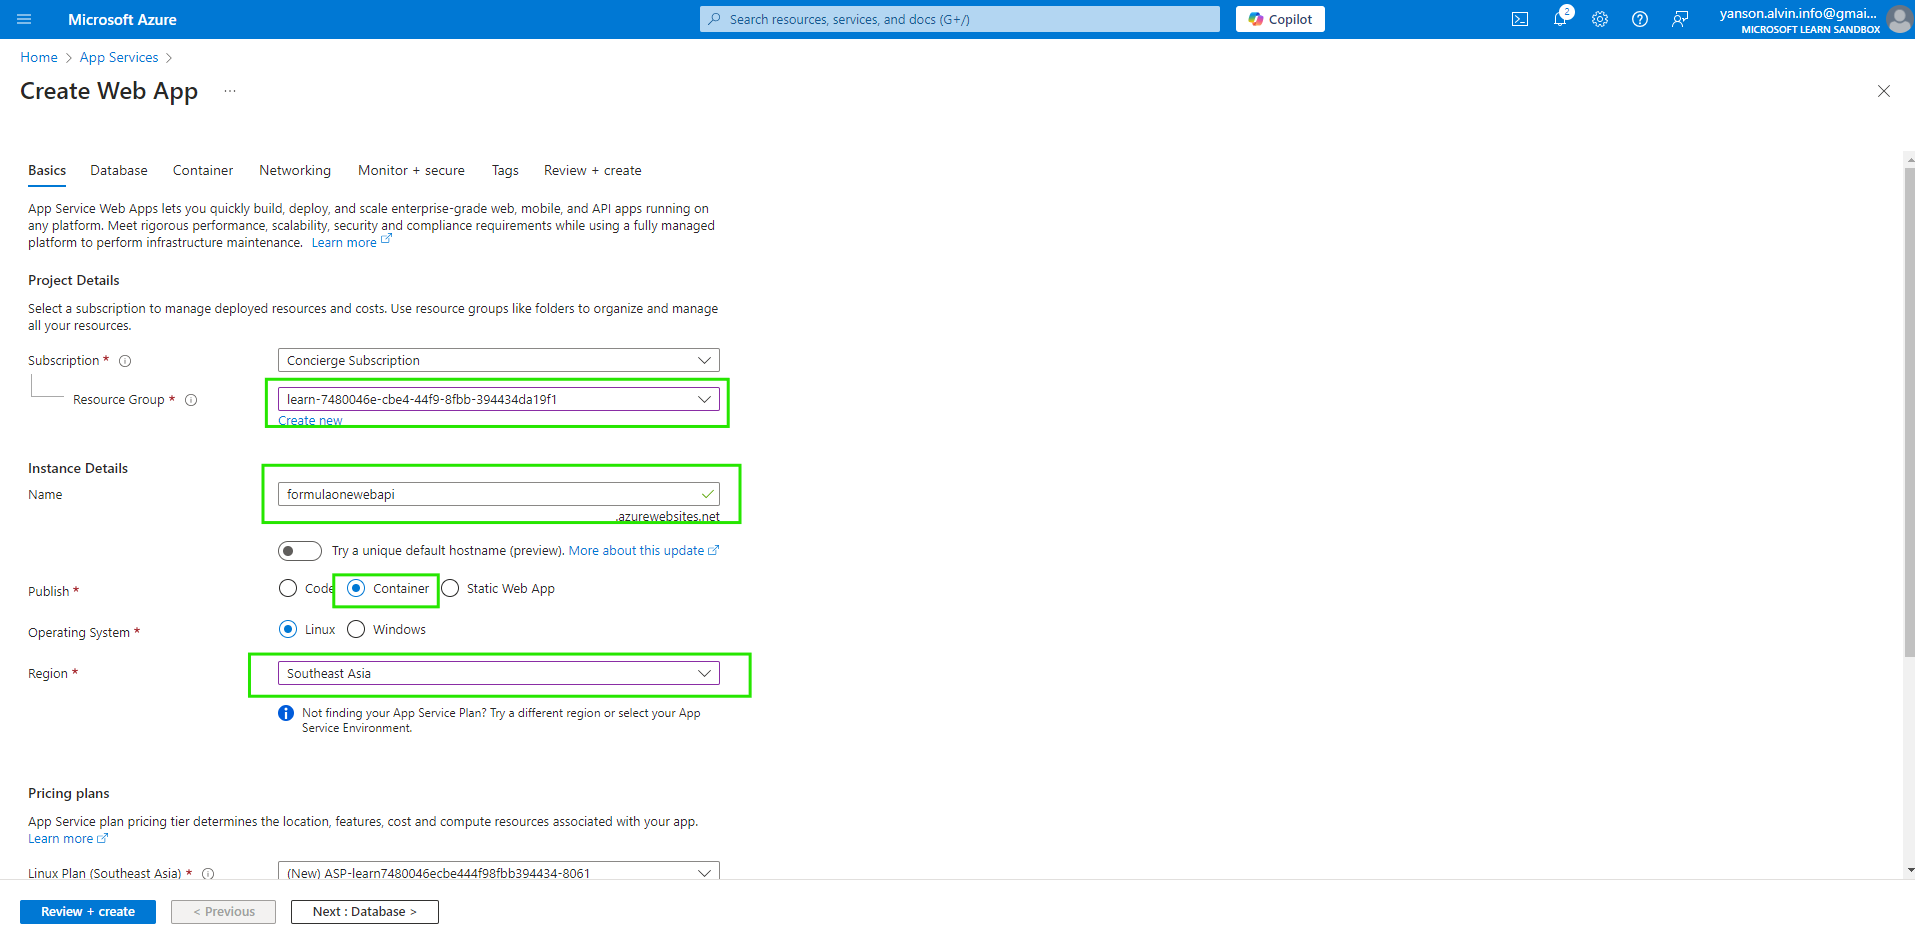 Microsoft Azure
Search resources, services, and docs (G+/)
Copilot
2
yanson.alvin.info@gmai...
MICROSOFT LEARN SANDBOX
Home > App Services >
Create Web App ...
Basics Database Container Networking Monitor + secure Tags Review + create
App Service Web Apps lets you quickly build, deploy, and scale enterprise-grade web, mobile, and API apps running on
any platform. Meet rigorous performance, scalability, security and compliance requirements while using a fully managed
platform to perform infrastructure maintenance. Learn more
Project Details
Select a subscription to manage deployed resources and costs. Use resource groups like folders to organize and manage
all your resources.
Subscription * Concierge Subscription
Resource Group * learn-7480046e-cbe4-44f9-8fbb-394434da19f1
Create new
Instance Details
Name formulaonewebapi
.azurewebsites.net
Try a unique default hostname (preview). More about this update
Publish * Code Container Static Web App
Operating System * Linux Windows
Region * Southeast Asia
Not finding your App Service Plan? Try a different region or select your App
Service Environment.
Pricing plans
App Service plan pricing tier determines the location, features, cost and compute resources associated with your app.
Learn more
Linux Plan (Southeast Asia) * (New) ASP-learn7480046ecbe444f98fbb394434-8061
Review + create < Previous Next : Database >